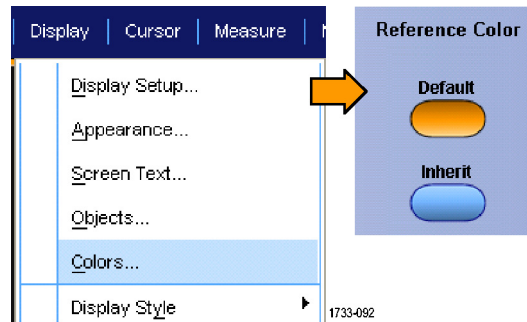 Display | Cursor | Measure |
Display Setup...
Appearance...
Screen Text...
Objects...
Colors...
Display Style
Reference Color
Default
Inherit
1733-092